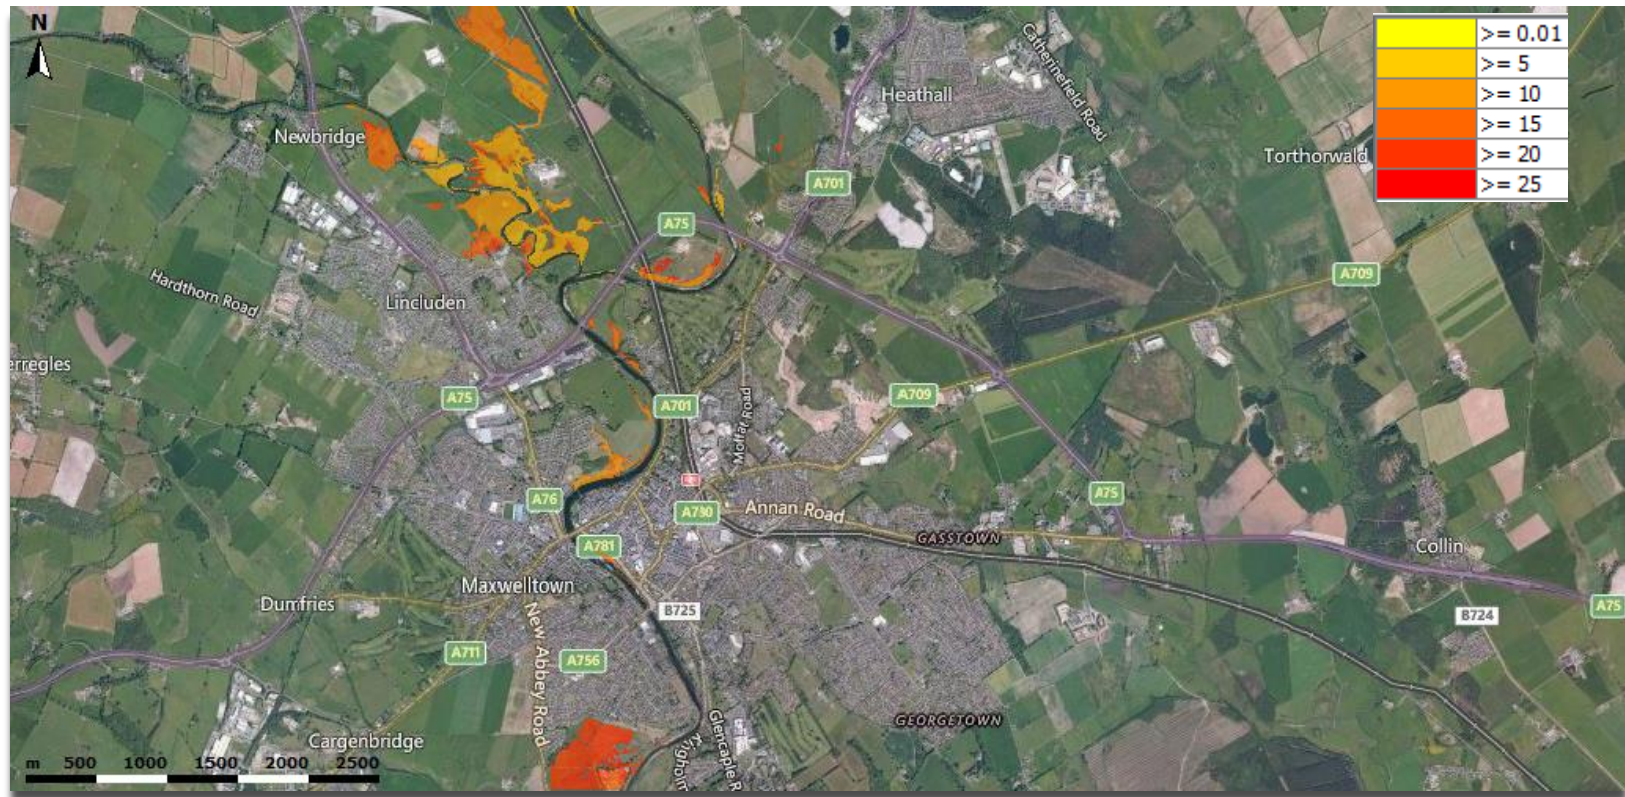 N
>= 0.01
>= 5
>= 10
>= 15
>= 20
>= 25
Catherinefield Road
Heathall
Newbridge
Torthorwald
A701
A75
A709
Hardthorn Road
Lincluden
erregles
A75
A701
A709
Moffat Road
A76
A780
Annan Road
A75
GASSTOWN
A781
Collin
Maxwelltown
Dumfries
B725
A75
B724
New Abbey Road
A711
A756
GEORGETOWN
Glencaple R
Kingholm
Cargenbridge
m 500 1000 1500 2000 2500